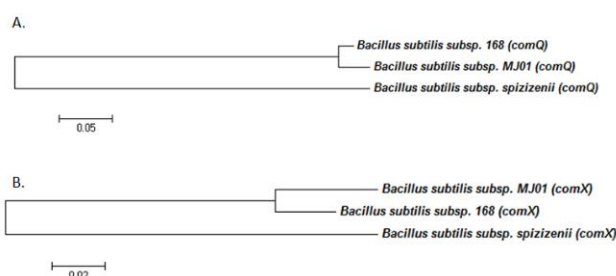 A.
Bacillus subtilis subsp. 168 (comQ)
Bacillus subtilis subsp. MJ01 (comQ)
Bacillus subtilis subsp. spizizenii (comQ)
0.05
B.
Bacillus subtilis subsp. MJ01 (comX)
Bacillus subtilis subsp. 168 (comX)
Bacillus subtilis subsp. spizizenii (comX)
0.02